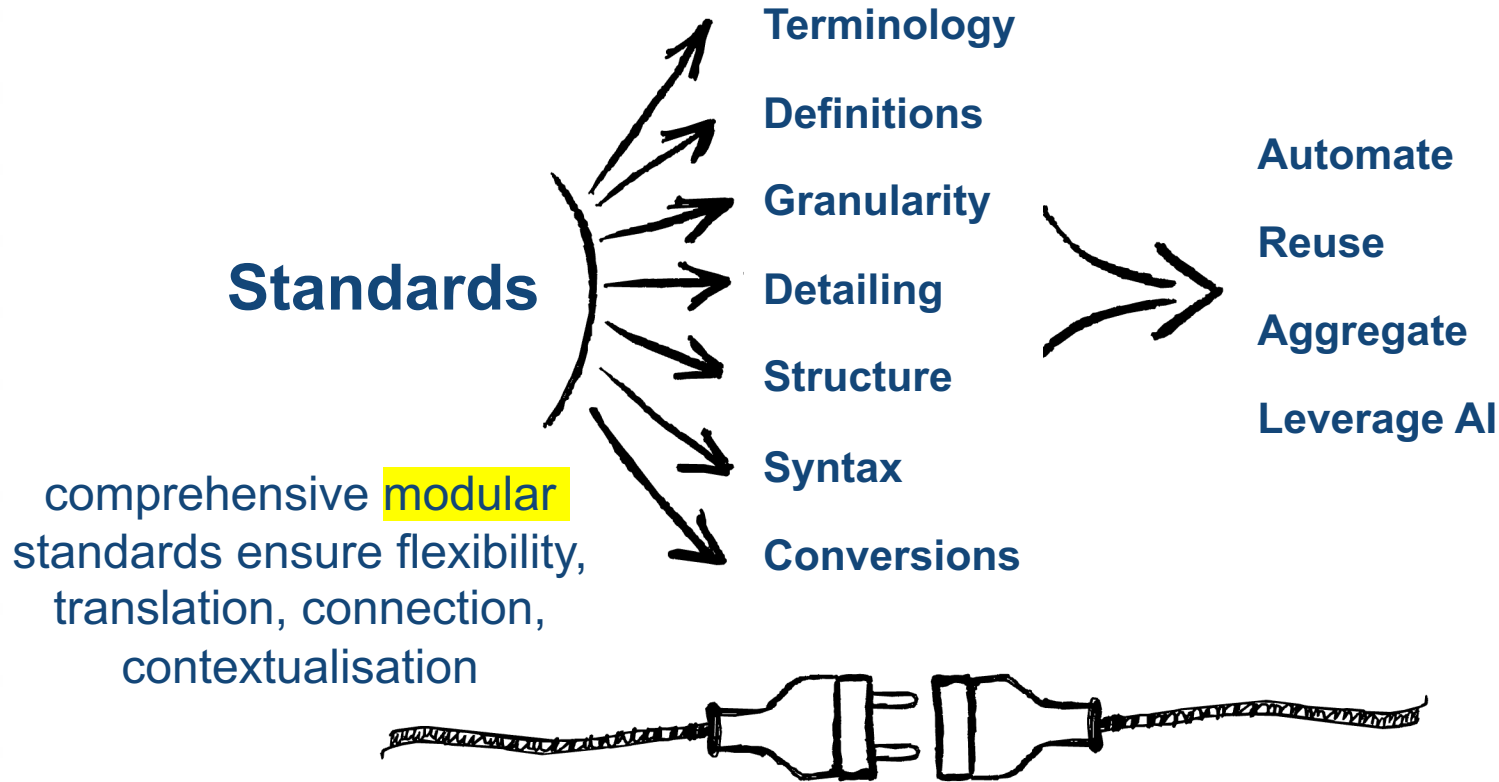 Standards
comprehensive modular
standards ensure flexibility,
translation, connection,
contextualisation
Terminology
Definitions
Granularity
Detailing
Structure
Syntax
Conversions
Automate
Reuse
Aggregate
Leverage AI